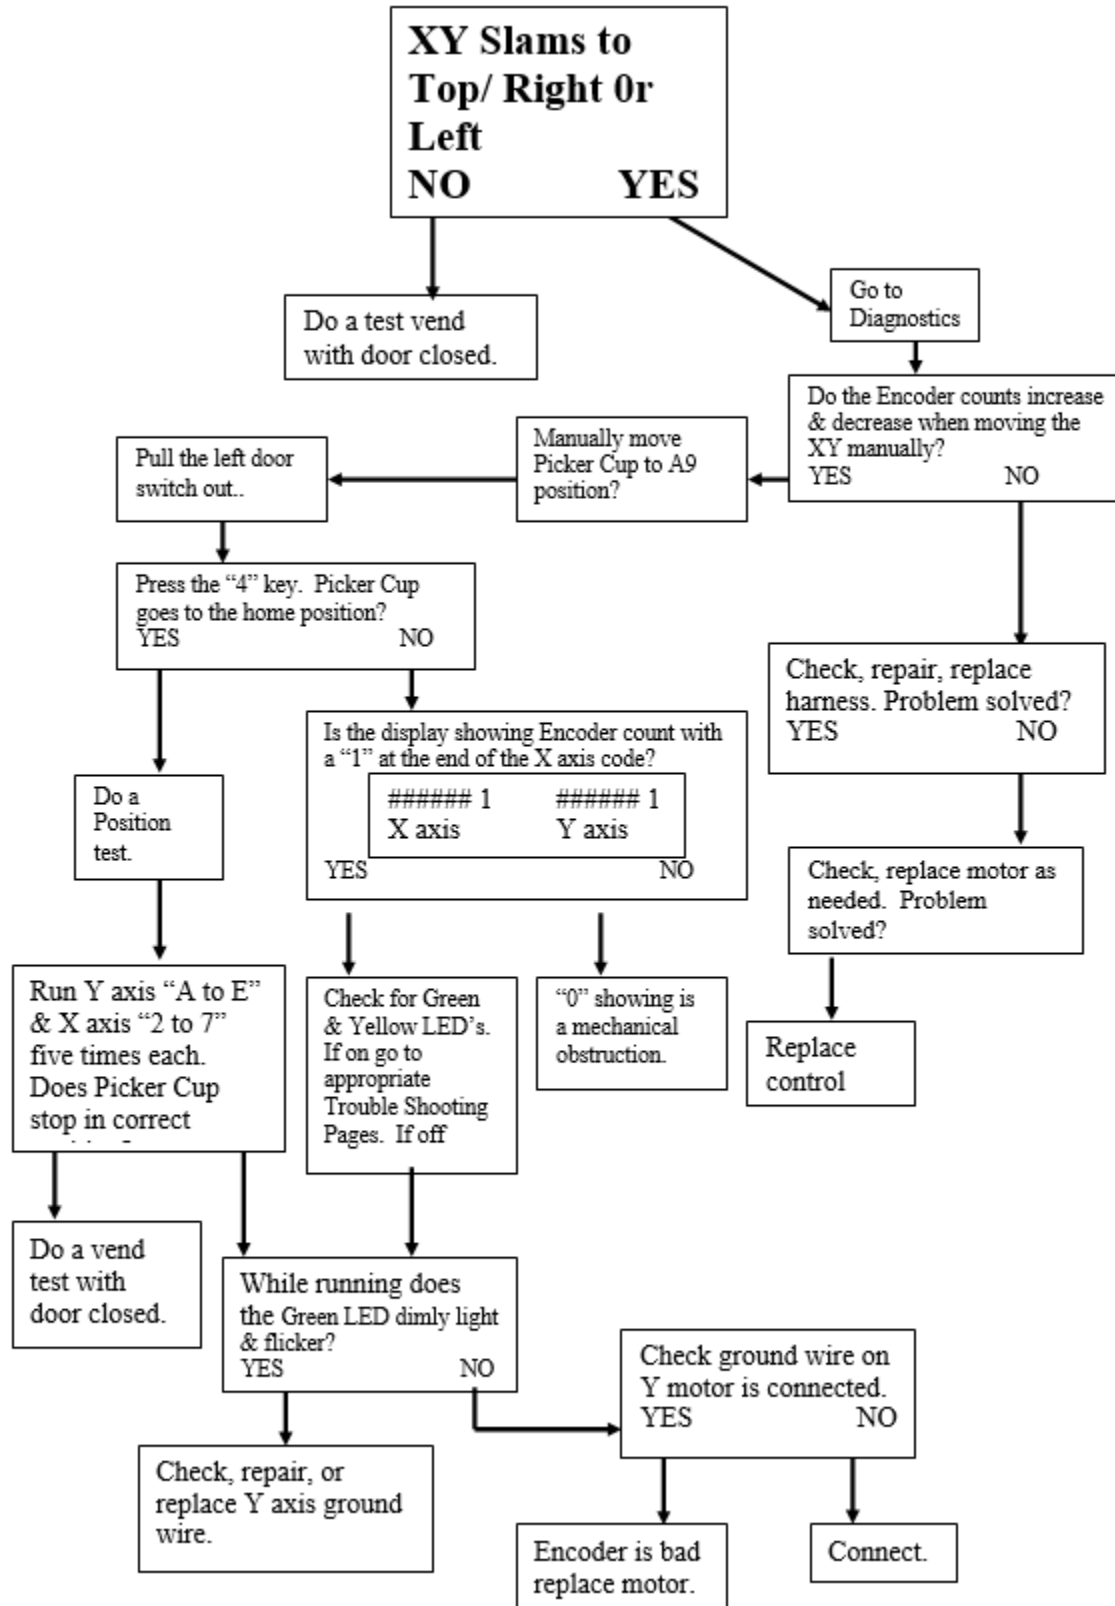 XY Slams to
Top/ Right 0r
Left
NO YES
Do a test vend
with door closed.
Go to
Diagnostics
Do the Encoder counts increase
& decrease when moving the
XY manually?
YES NO
Manually move
Picker Cup to A9
position?
Pull the left door
switch out..
Press the “4” key. Picker Cup
goes to the home position?
YES NO
Check, repair, replace
harness. Problem solved?
YES NO
Is the display showing Encoder count with
a “1” at the end of the X axis code?
###### 1 ###### 1
X axis Y axis
YES NO
Do a
Position
test.
Check, replace motor as
needed. Problem
solved?
Run Y axis “A to E”
& X axis “2 to 7”
five times each.
Does Picker Cup
stop in correct
Check for Green
& Yellow LED’s.
If on go to
appropriate
Trouble Shooting
Pages. If off
“0” showing is
a mechanical
obstruction.
Replace
control
Do a vend
test with
door closed.
While running does
the Green LED dimly light
& flicker?
YES NO
Check ground wire on
Y motor is connected.
YES NO
Check, repair, or
replace Y axis ground
wire.
Encoder is bad
replace motor.
Connect.